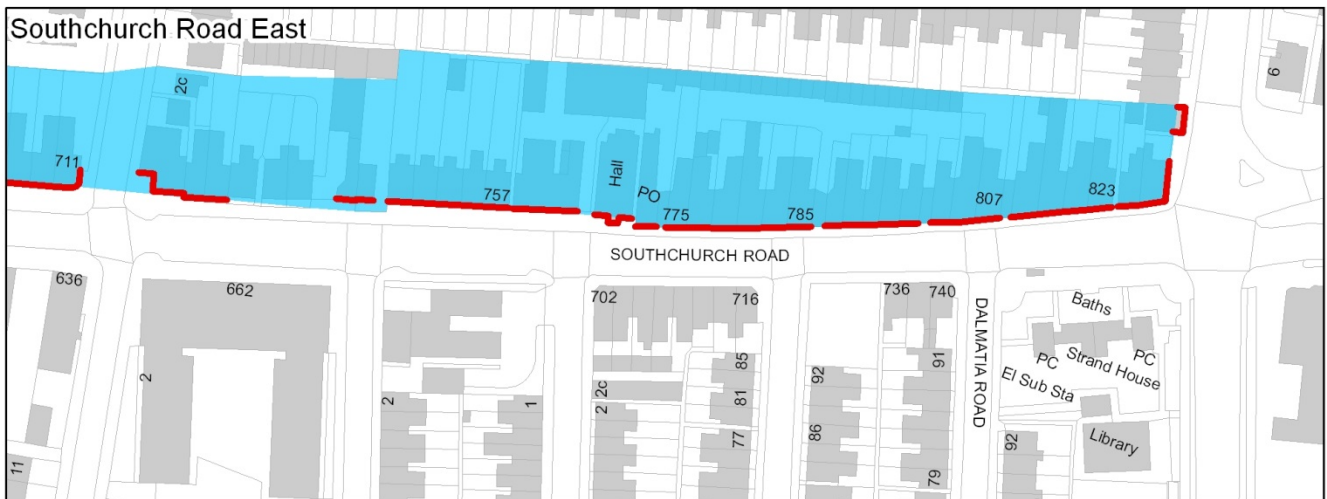 Southchurch Road East
2c
9
711
Hall
PO
757
775
785
807
823
SOUTHCHURCH ROAD
636
662
702
716
736
740
DALMATIA ROAD
Baths
PC
Strand House
PC
El Sub Sta
Library
2
2
1
2c
2
85
81
77
92
86
91
79
92
11